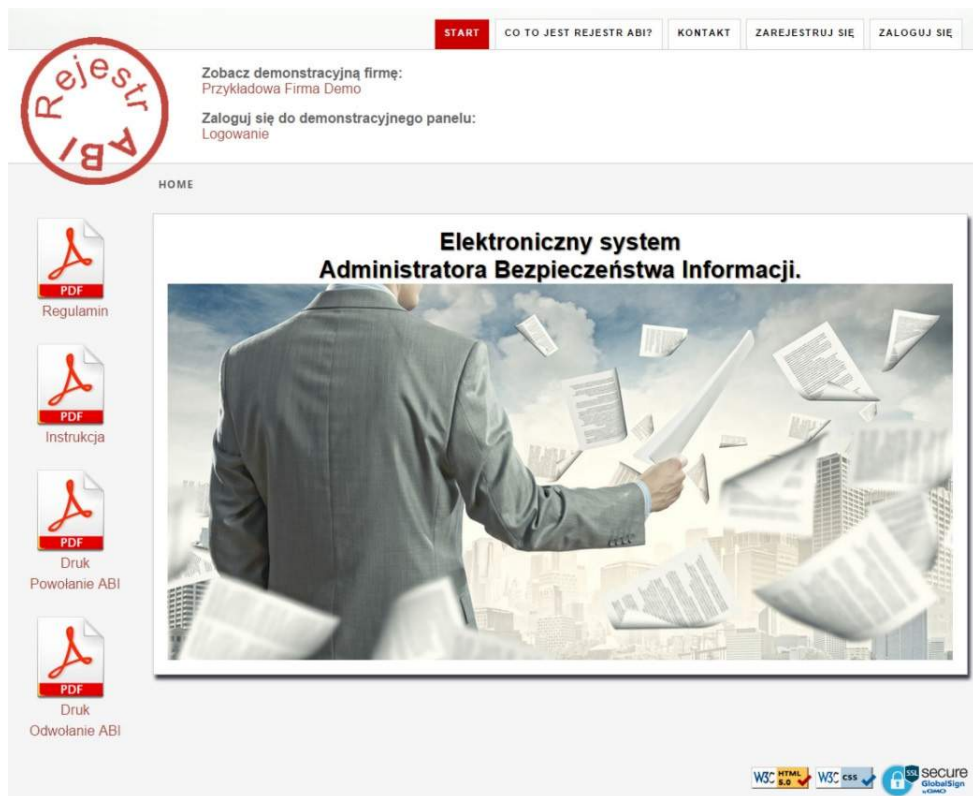 START
CO TO JEST REJESTR ABI?
KONTAKT
ZAREJESTRUJ SIĘ
ZALOGUJ SIĘ
Rejestr
ABI
Zobacz demonstracyjną firmę:
Przykładowa Firma Demo
Zaloguj się do demonstracyjnego panelu:
Logowanie
HOME
PDF
Regulamin
PDF
Instrukcja
PDF
Druk
Powołanie ABI
PDF
Druk
Odwołanie ABI
Elektroniczny system
Administratora Bezpieczeństwa Informacji.
W3C HTML 5.0
W3C css
SSL secure
GlobalSign
by GMO